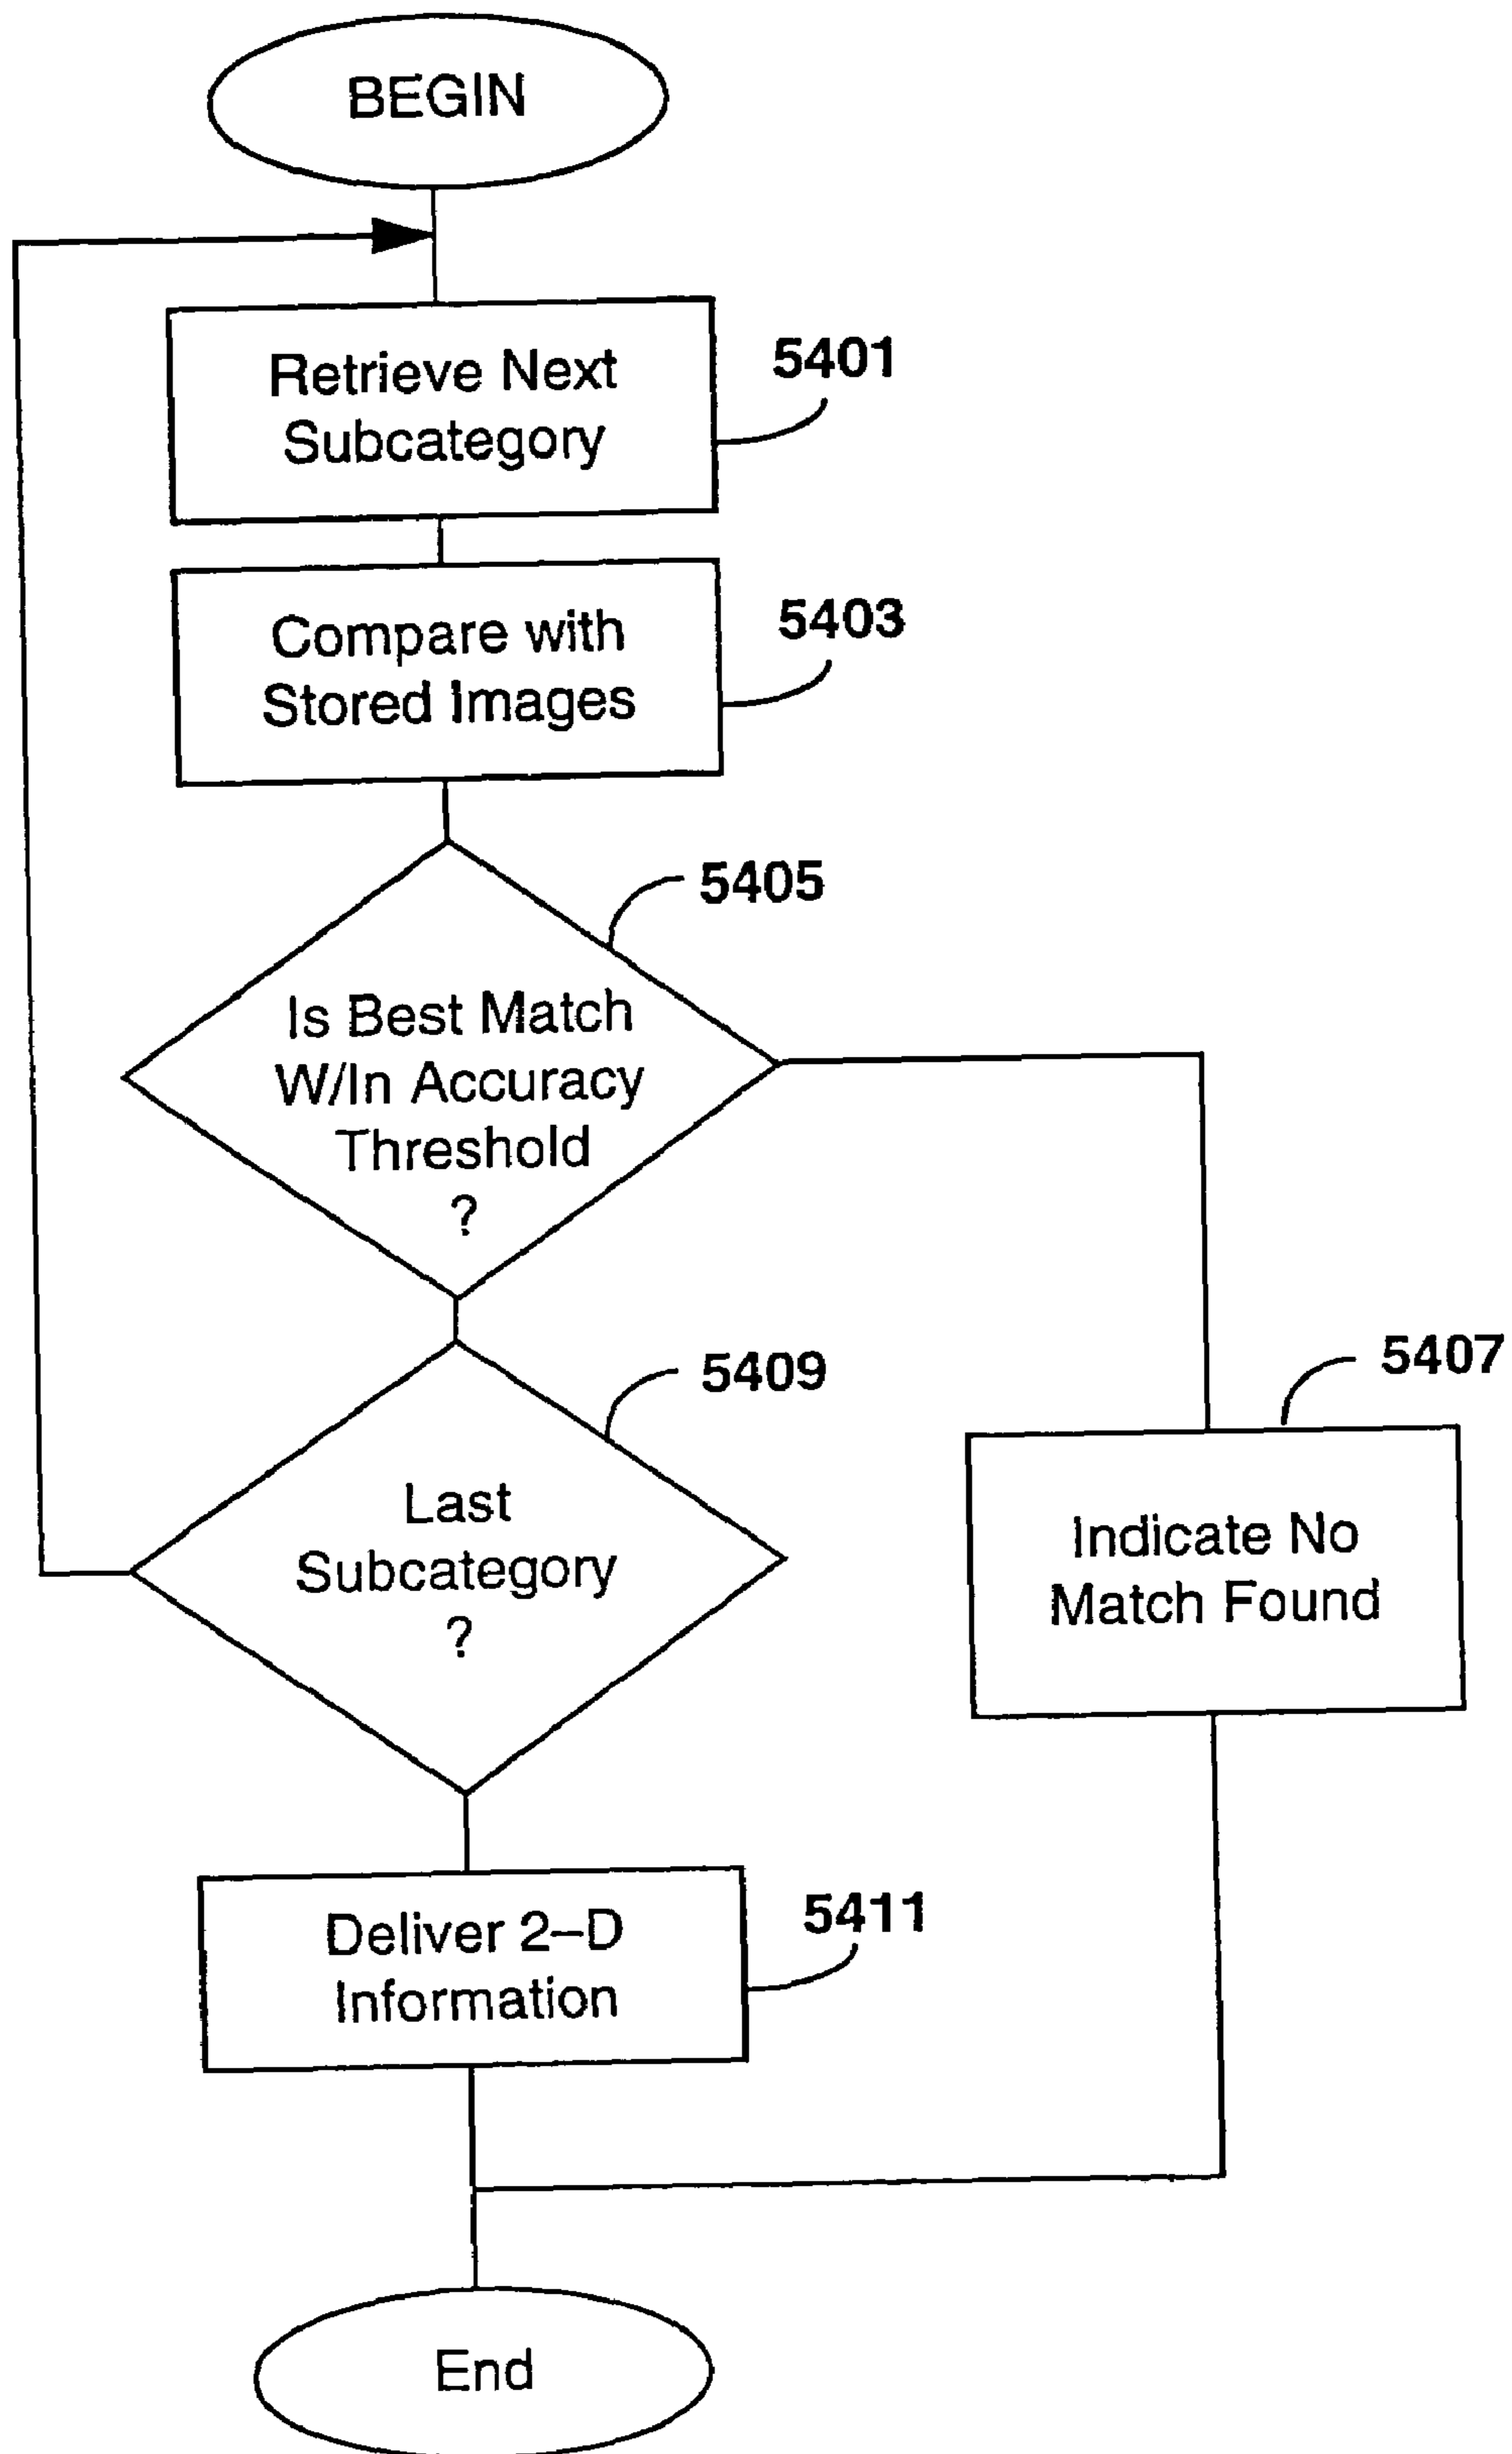 BEGIN
Retrieve Next
Subcategory
5401
Compare with
Stored Images
5403
5405
Is Best Match
W/In Accuracy
Threshold
?
5409
Last
Subcategory
?
5407
Indicate No
Match Found
Deliver 2–D
Information
5411
End